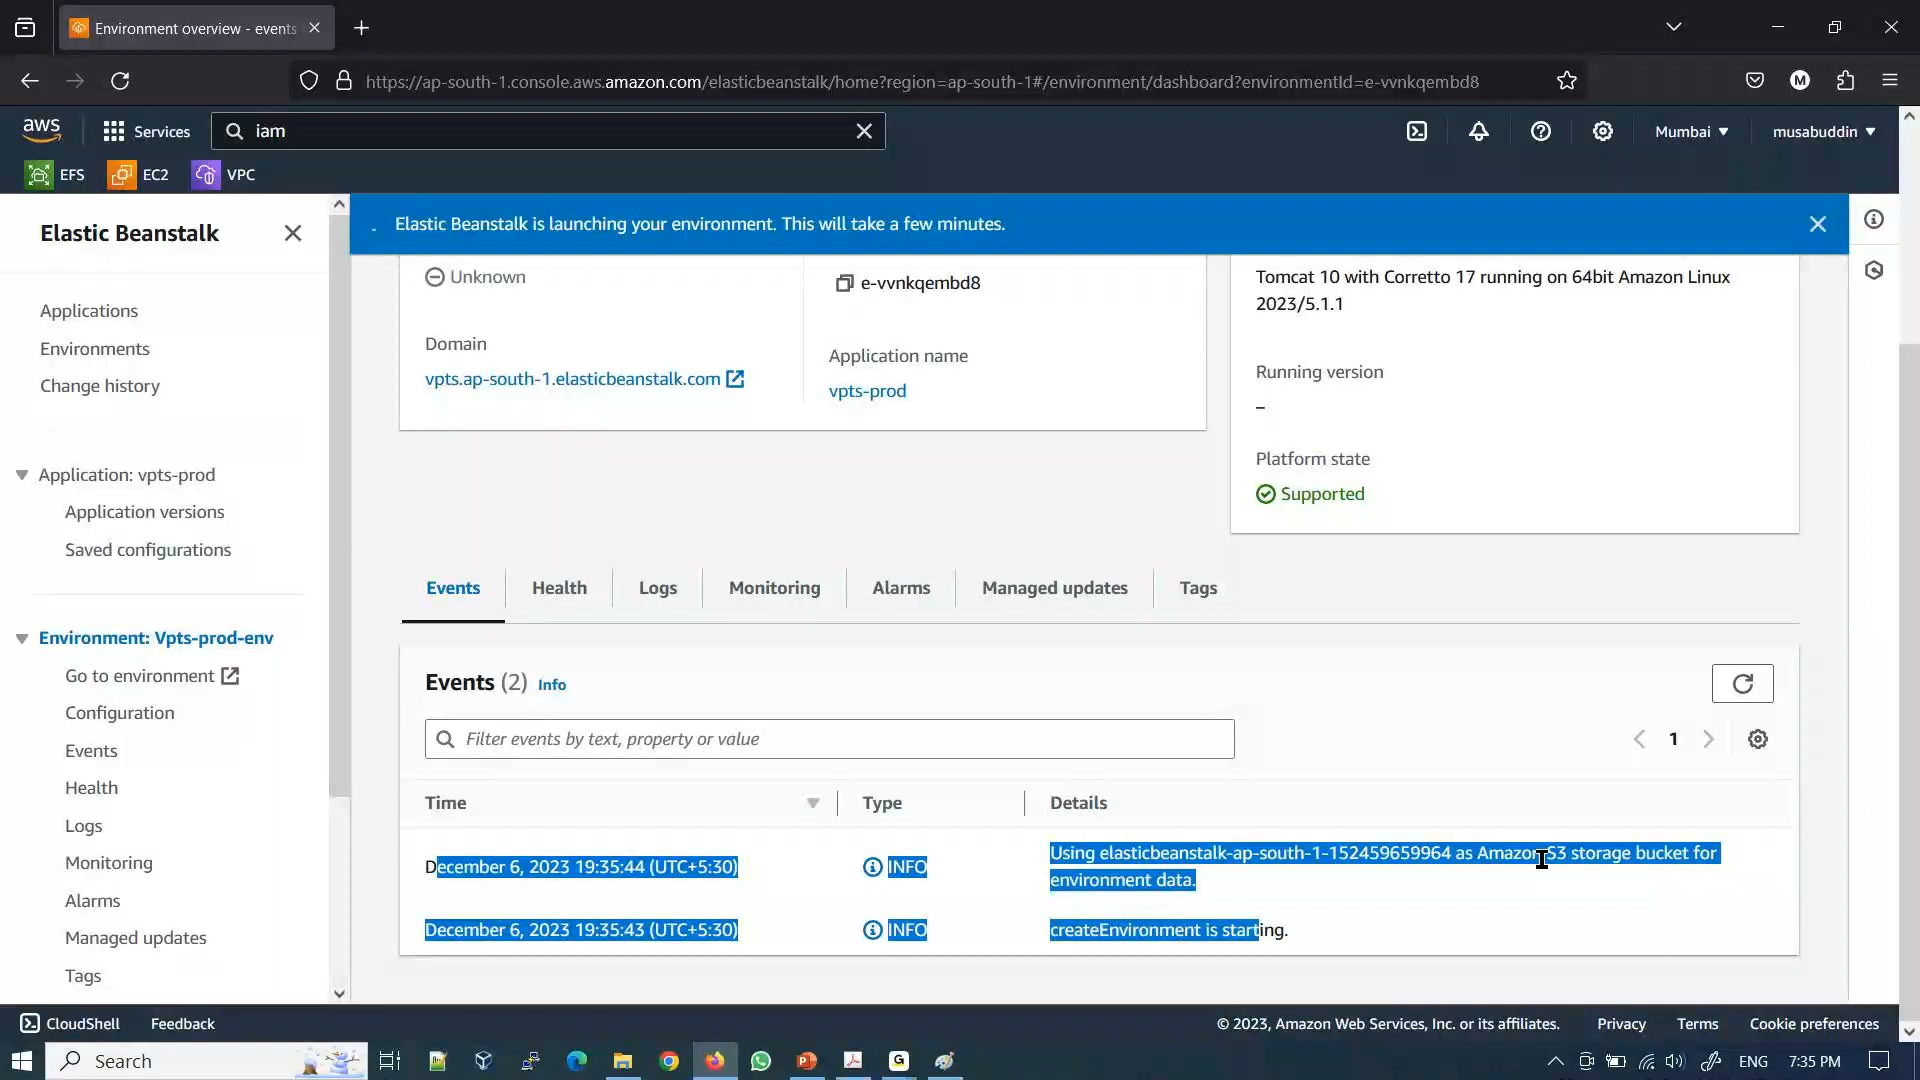 Environment overview - events
https://ap-south-1.console.aws.amazon.com/elasticbeanstalk/home?region=ap-south-1#/environment/dashboard?environmentId=e-vvnkqembd8
M
aws
Services
iam
Mumbai
musabuddin
EFS
EC2
VPC
Elastic Beanstalk
Applications
Environments
Change history
Application: vpts-prod
Application versions
Saved configurations
Environment: Vpts-prod-env
Go to environment
Configuration
Events
Health
Logs
Monitoring
Alarms
Managed updates
Tags
Elastic Beanstalk is launching your environment. This will take a few minutes.
Unknown
Domain
vpts.ap-south-1.elasticbeanstalk.com
e-vvnkqembd8
Application name
vpts-prod
Tomcat 10 with Corretto 17 running on 64bit Amazon Linux
2023/5.1.1
Running version
–
Platform state
Supported
Events
Health
Logs
Monitoring
Alarms
Managed updates
Tags
Events (2) Info
Filter events by text, property or value
1
Time
Type
Details
December 6, 2023 19:35:44 (UTC+5:30)
INFO
Using elasticbeanstalk-ap-south-1-152459659964 as Amazon S3 storage bucket for
environment data.
December 6, 2023 19:35:43 (UTC+5:30)
INFO
createEnvironment is starting.
CloudShell
Feedback
© 2023, Amazon Web Services, Inc. or its affiliates.
Privacy
Terms
Cookie preferences
Search
G
ENG
7:35 PM